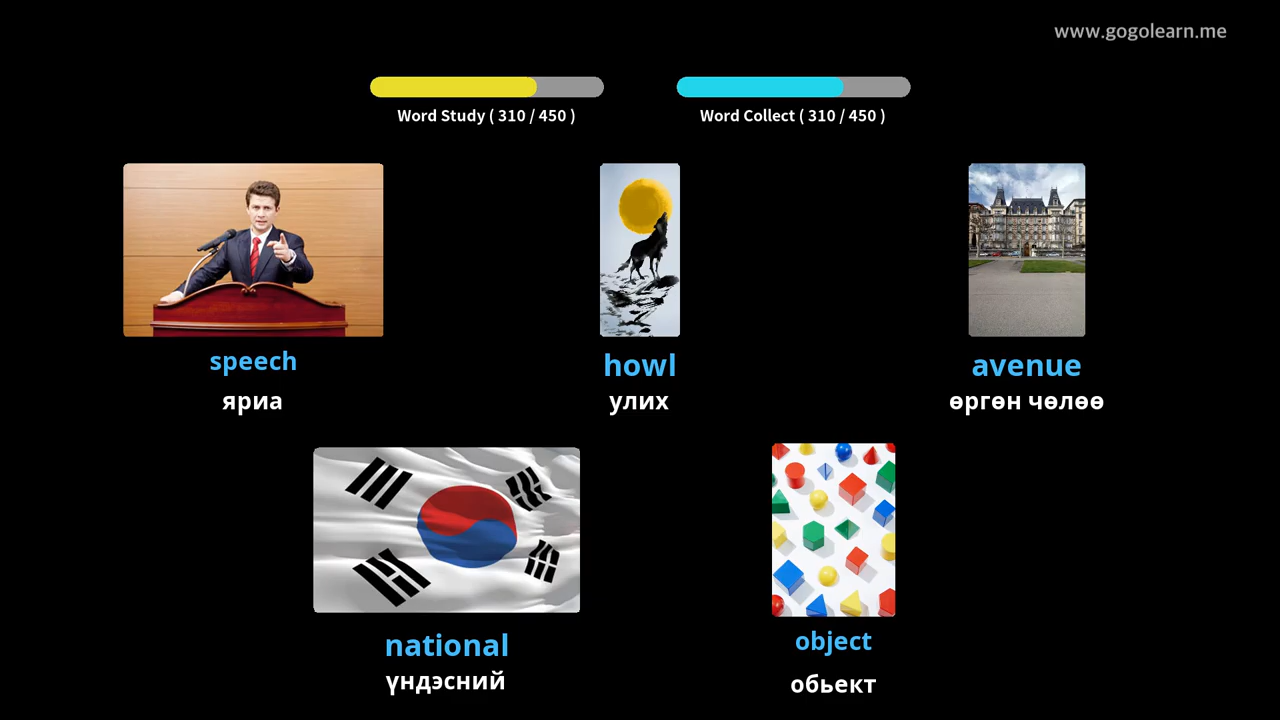 www.gogolearn.me
Word Study ( 310 / 450 )
Word Collect ( 310 / 450 )
speech
яриа
howl
улих
avenue
өргөн чөлөө
national
үндэсний
object
обьект